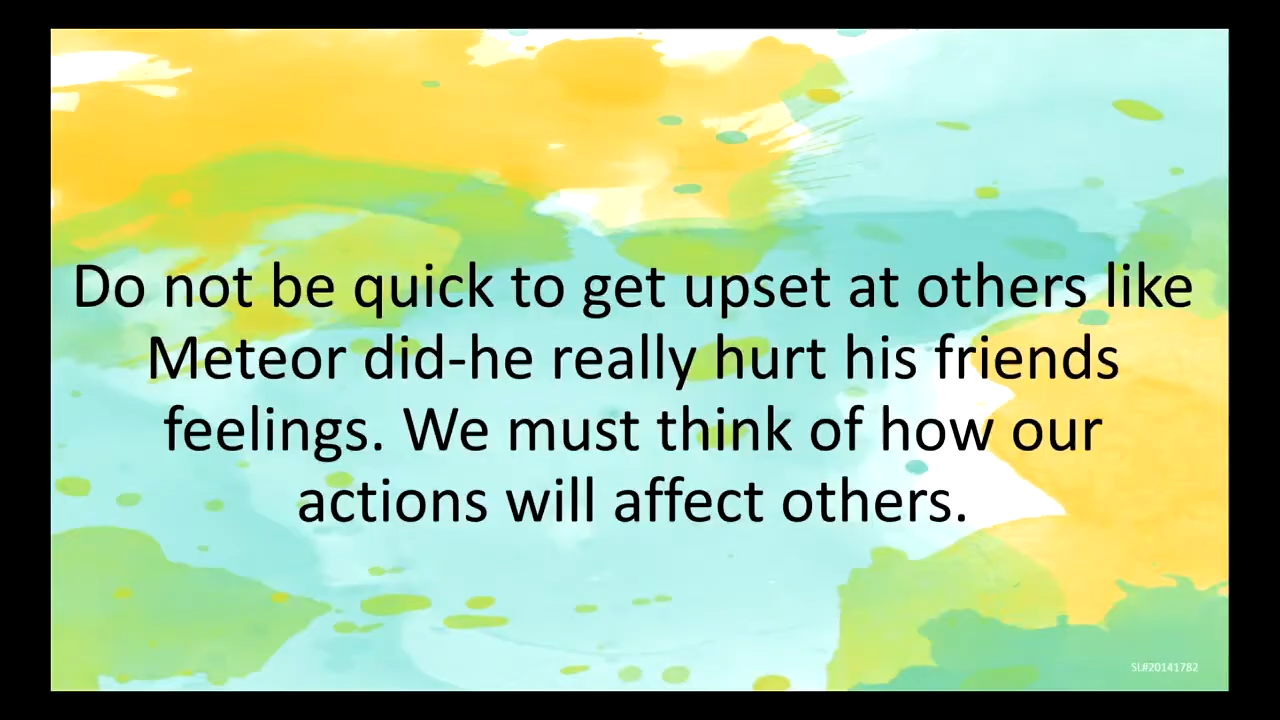 Do not be quick to get upset at others like
Meteor did-he really hurt his friends
feelings. We must think of how our
actions will affect others.
SL#20141782